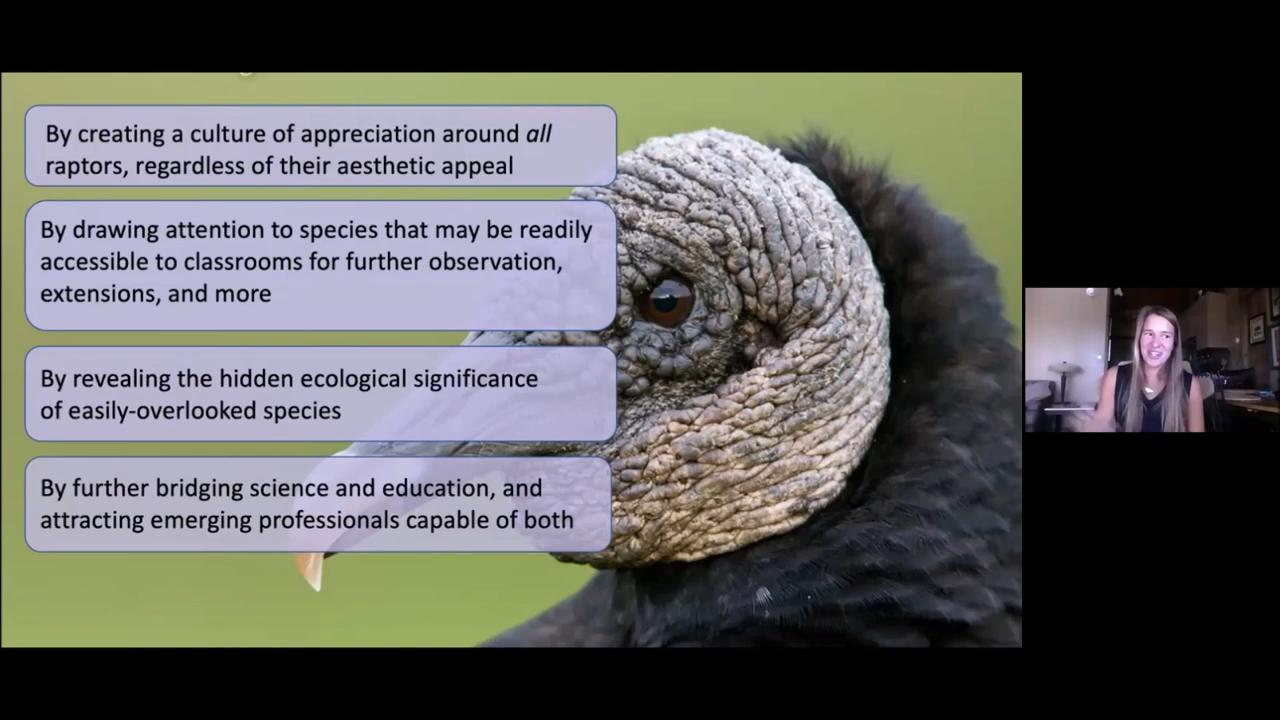 By creating a culture of appreciation around all
raptors, regardless of their aesthetic appeal
By drawing attention to species that may be readily
accessible to classrooms for further observation,
extensions, and more
By revealing the hidden ecological significance
of easily-overlooked species
By further bridging science and education, and
attracting emerging professionals capable of both